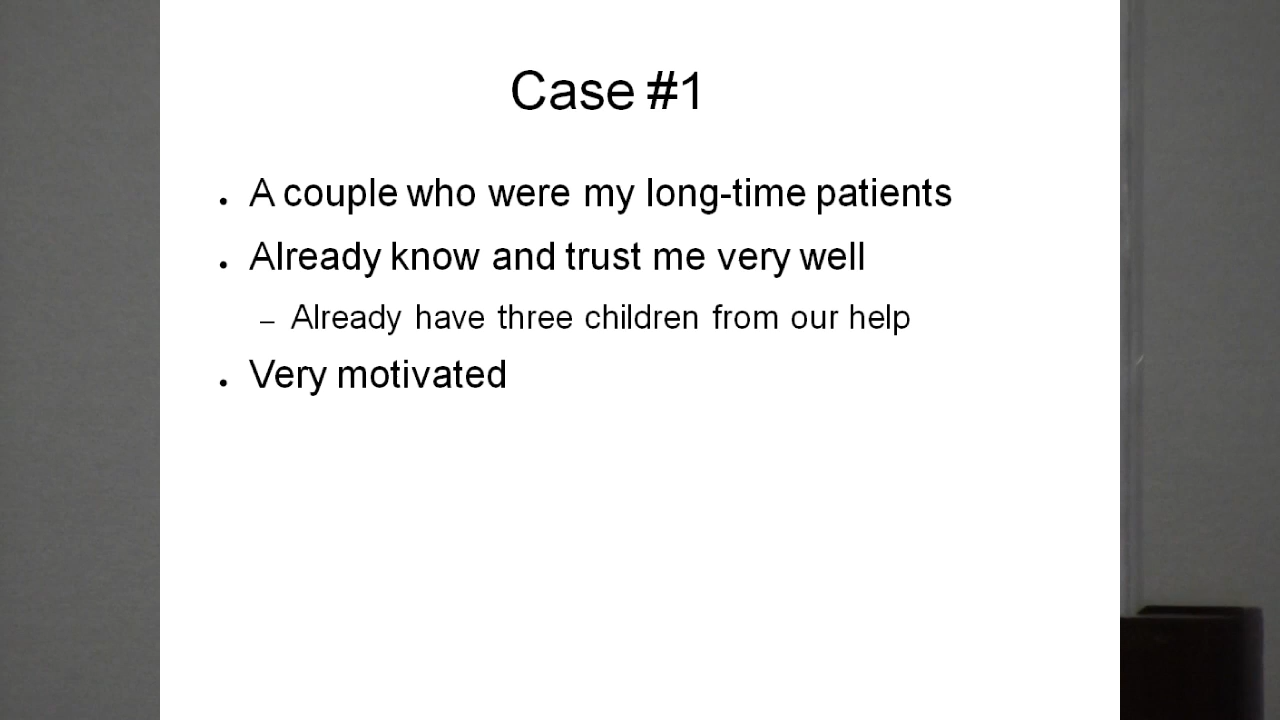 Case #1
• A couple who were my long-time patients
• Already know and trust me very well
– Already have three children from our help
• Very motivated